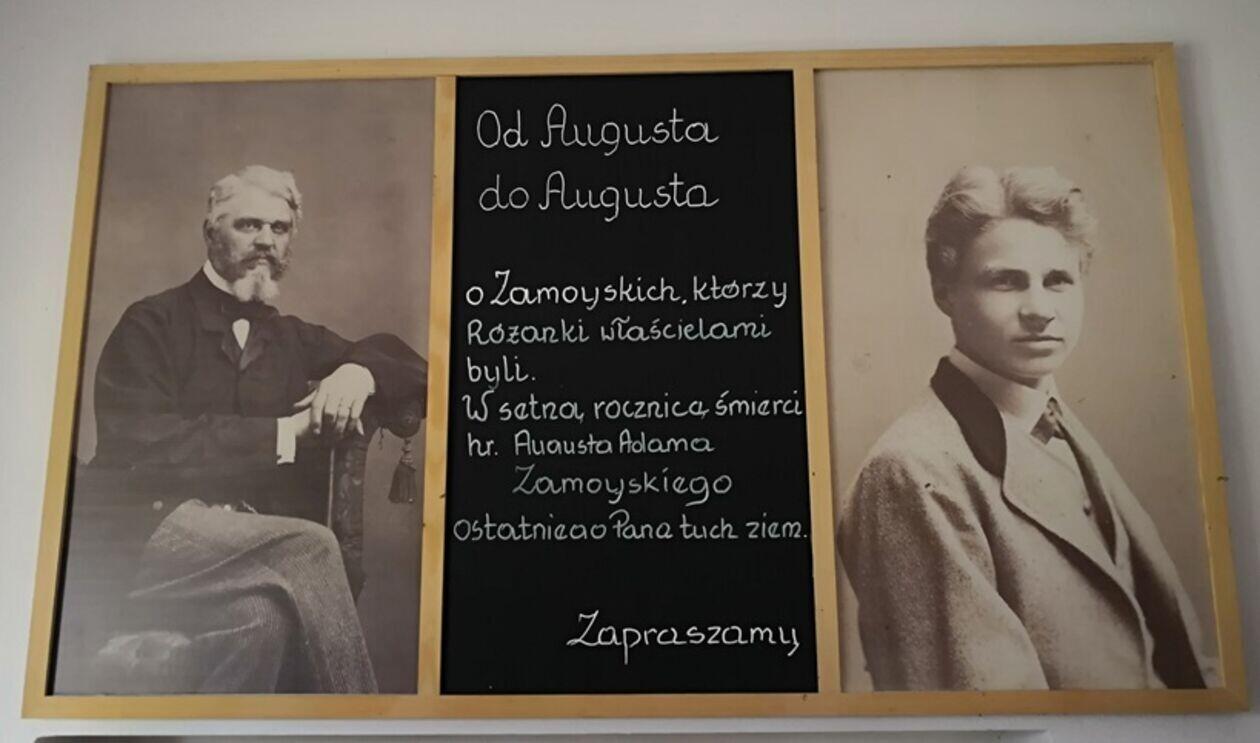 Od Augusta
do Augusta
o Zamoyskich, którzy
Różanki właścielami
byli.
W setną rocznicę śmierci
hr. Augusta Adama
Zamoyskiego
ostatniego Pana tych ziem.
Zapraszamy